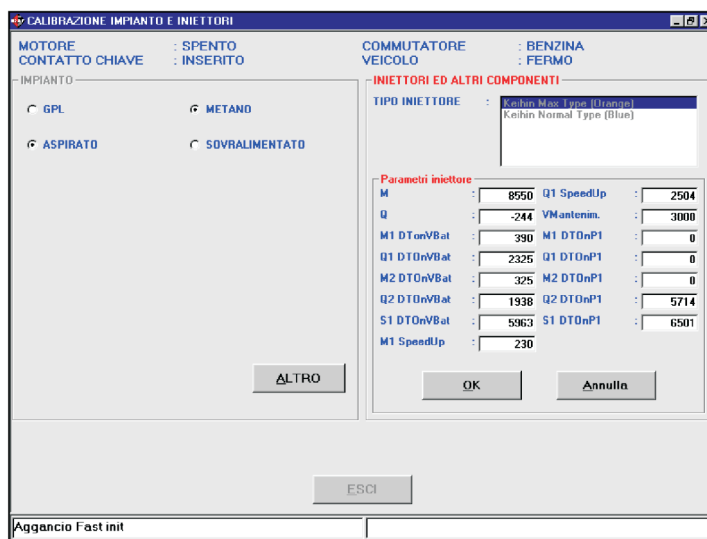 CALIBRAZIONE IMPIANTO E INIETTORI
MOTORE : SPENTO COMMUTATORE : BENZINA
CONTATTO CHIAVE : INSERITO VEICOLO : FERMO
IMPIANTO
GPL METANO
ASPIRATO SOVRALIMENTATO
ALTRO
INIETTORI ED ALTRI COMPONENTI
TIPO INIETTORE : Keihin Max Type (Orange)
Keihin Normal Type (Blue)
Parametri iniettore
M : 8550 Q1 SpeedUp : 2504
Q : -244 VMantenim. : 3000
M1 DTonVBat : 390 M1 DTOnP1 : 0
Q1 DTOnVBat : 2325 Q1 DTOnP1 : 0
M2 DTOnVBat : 325 M2 DTOnP1 : 0
Q2 DTOnVBat : 1938 Q2 DTOnP1 : 5714
S1 DTOnVBat : 5963 S1 DTOnP1 : 6501
M1 SpeedUp : 230
OK Annulla
ESCI
Aggancio Fast init